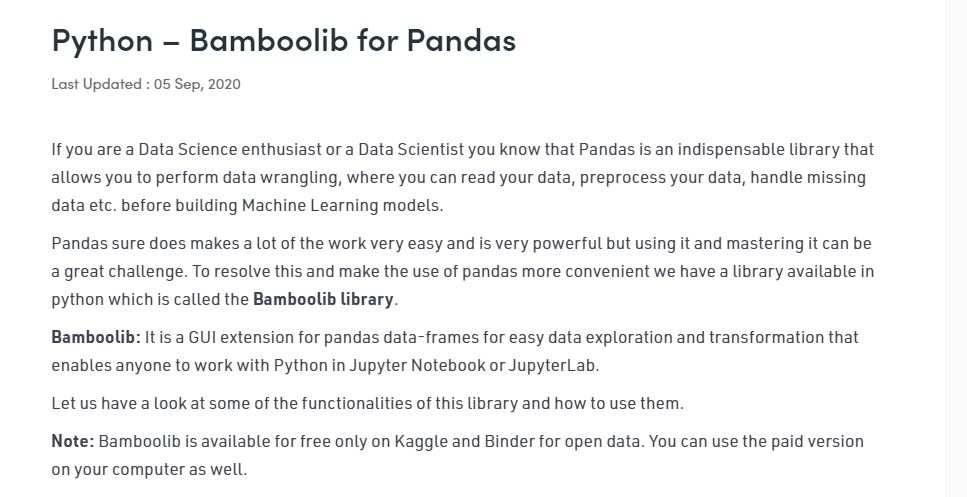 Python – Bamboolib for Pandas
Last Updated : 05 Sep, 2020
If you are a Data Science enthusiast or a Data Scientist you know that Pandas is an indispensable library that
allows you to perform data wrangling, where you can read your data, preprocess your data, handle missing
data etc. before building Machine Learning models.
Pandas sure does makes a lot of the work very easy and is very powerful but using it and mastering it can be
a great challenge. To resolve this and make the use of pandas more convenient we have a library available in
python which is called the Bamboolib library.
Bamboolib: It is a GUI extension for pandas data-frames for easy data exploration and transformation that
enables anyone to work with Python in Jupyter Notebook or JupyterLab.
Let us have a look at some of the functionalities of this library and how to use them.
Note: Bamboolib is available for free only on Kaggle and Binder for open data. You can use the paid version
on your computer as well.